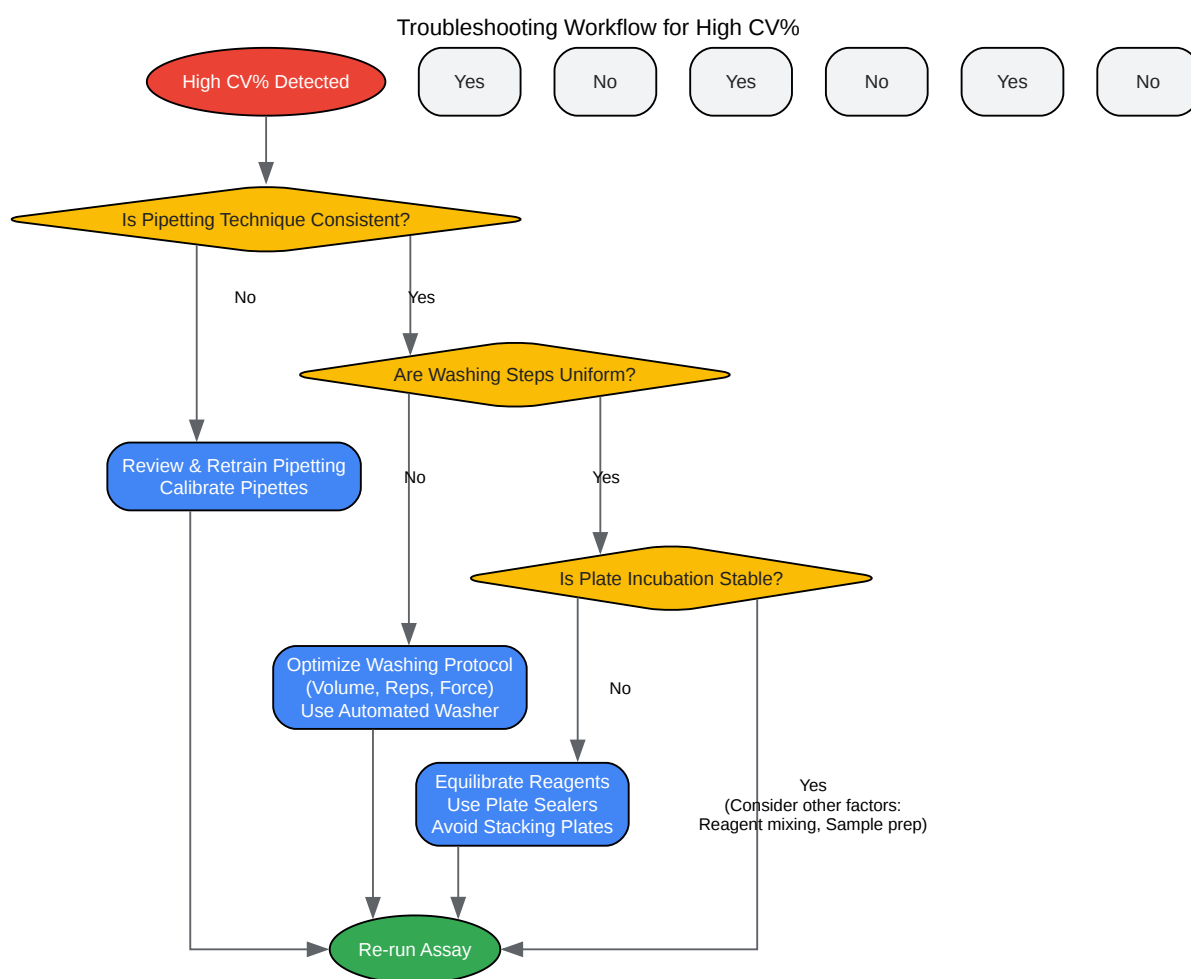 Troubleshooting Workflow for High CV%
High CV% Detected
Yes
No
Yes
No
Yes
No
Is Pipetting Technique Consistent?
No
Yes
Are Washing Steps Uniform?
Review & Retrain Pipetting
Calibrate Pipettes
No
Yes
Is Plate Incubation Stable?
Optimize Washing Protocol
(Volume, Reps, Force)
Use Automated Washer
No
Equilibrate Reagents
Use Plate Sealers
Avoid Stacking Plates
Yes
(Consider other factors:
Reagent mixing, Sample prep)
Re-run Assay